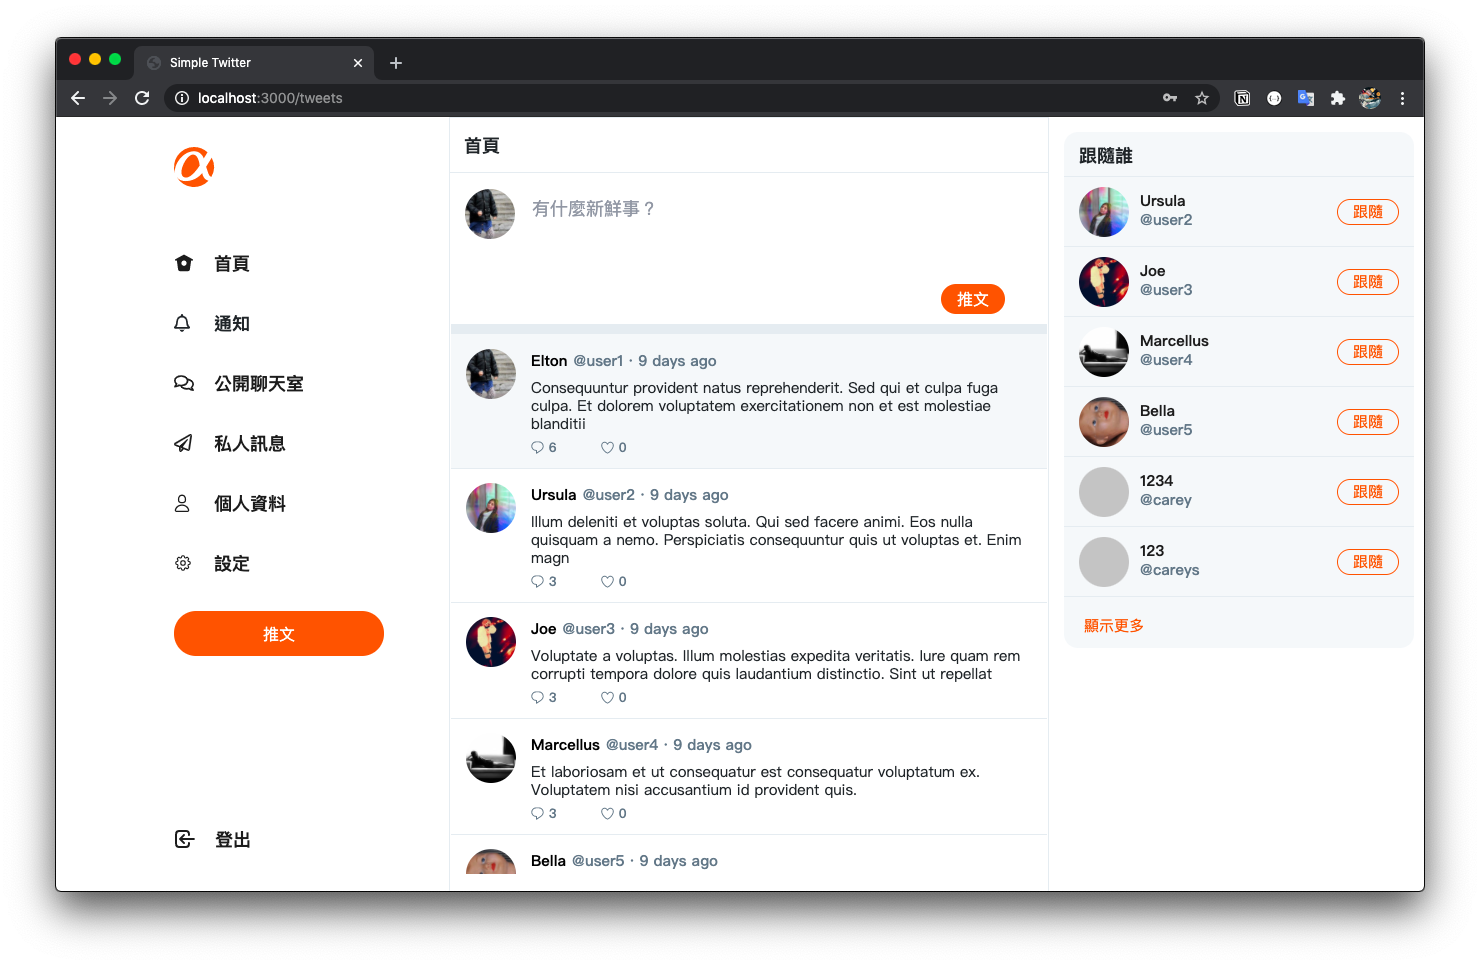 Simple Twitter
localhost:3000/tweets
首頁
通知
公開聊天室
私人訊息
個人資料
設定
推文
登出
首頁
有什麼新鮮事？
推文
Elton @user1 · 9 days ago
Consequuntur provident natus reprehenderit. Sed qui et culpa fuga
culpa. Et dolorem voluptatem exercitationem non et est molestiae
blanditii
6 0
Ursula @user2 · 9 days ago
Illum deleniti et voluptas soluta. Qui sed facere animi. Eos nulla
quisquam a nemo. Perspiciatis consequuntur quis ut voluptas et. Enim
magn
3 0
Joe @user3 · 9 days ago
Voluptate a voluptas. Illum molestias expedita veritatis. Iure quam rem
corrupti tempora dolore quis laudantium distinctio. Sint ut repellat
3 0
Marcellus @user4 · 9 days ago
Et laboriosam et ut consequatur est consequatur voluptatum ex.
Voluptatem nisi accusantium id provident quis.
3 0
Bella @user5 · 9 days ago
跟隨誰
Ursula
@user2
跟隨
Joe
@user3
跟隨
Marcellus
@user4
跟隨
Bella
@user5
跟隨
1234
@carey
跟隨
123
@careys
跟隨
顯示更多